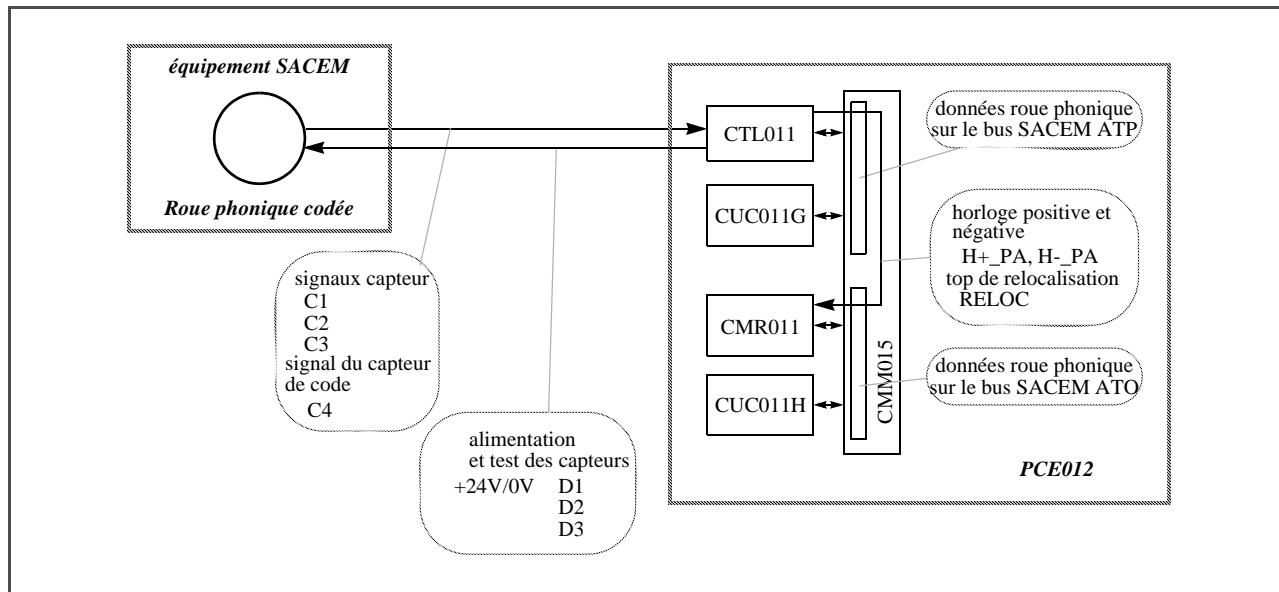 équipement SACEM
Roue phonique codée
signaux capteur
C1
C2
C3
signal du capteur
de code
C4
alimentation
et test des capteurs
+24V/0V D1
D2
D3
CTL011
CUC011G
CMR011
CUC011H
CMM015
PCE012
données roue phonique
sur le bus SACEM ATP
horloge positive et
négative
H+_PA, H-_PA
top de relocalisation
RELOC
données roue phonique
sur le bus SACEM ATO